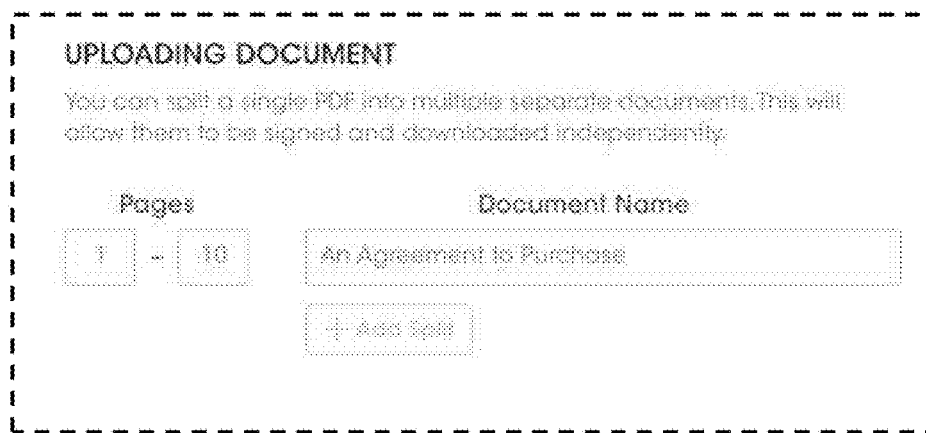 UPLOADING DOCUMENT
You can split a single PDF into multiple separate documents. This will
allow them to be signed and downloaded independently.
Pages Document Name
1 - 10 An Agreement to Purchase
+ Add Split